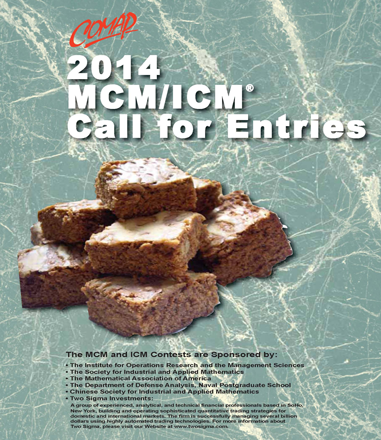 COMAP
2014
MCM/ICM®
Call for Entries
The MCM and ICM Contests are Sponsored by:
• The Institute for Operations Research and the Management Sciences
• The Society for Industrial and Applied Mathematics
• The Mathematical Association of America
• The Department of Defense Analysis, Naval Postgraduate School
• Chinese Society for Industrial and Applied Mathematics
• Two Sigma Investments:
A group of experienced, analytical, and technical financial professionals based in SoHo,
New York, building and operating sophisticated quantitative trading strategies for
domestic and international markets. The firm is successfully managing several billion
dollars using highly automated trading technologies. For more information about
Two Sigma, please visit our Website at www.twosigma.com